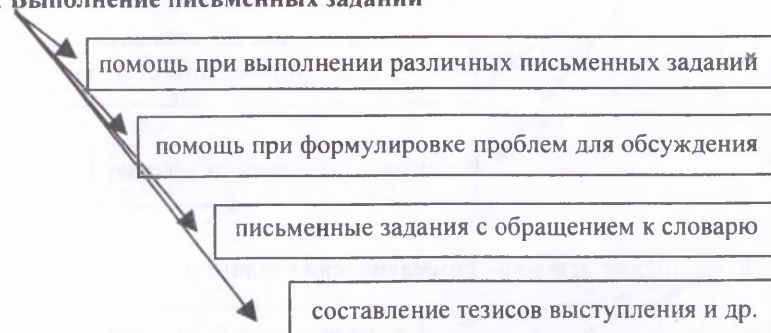 Выполнение письменных заданий
помощь при выполнении различных письменных заданий
помощь при формулировке проблем для обсуждения
письменные задания с обращением к словарю
составление тезисов выступления и др.